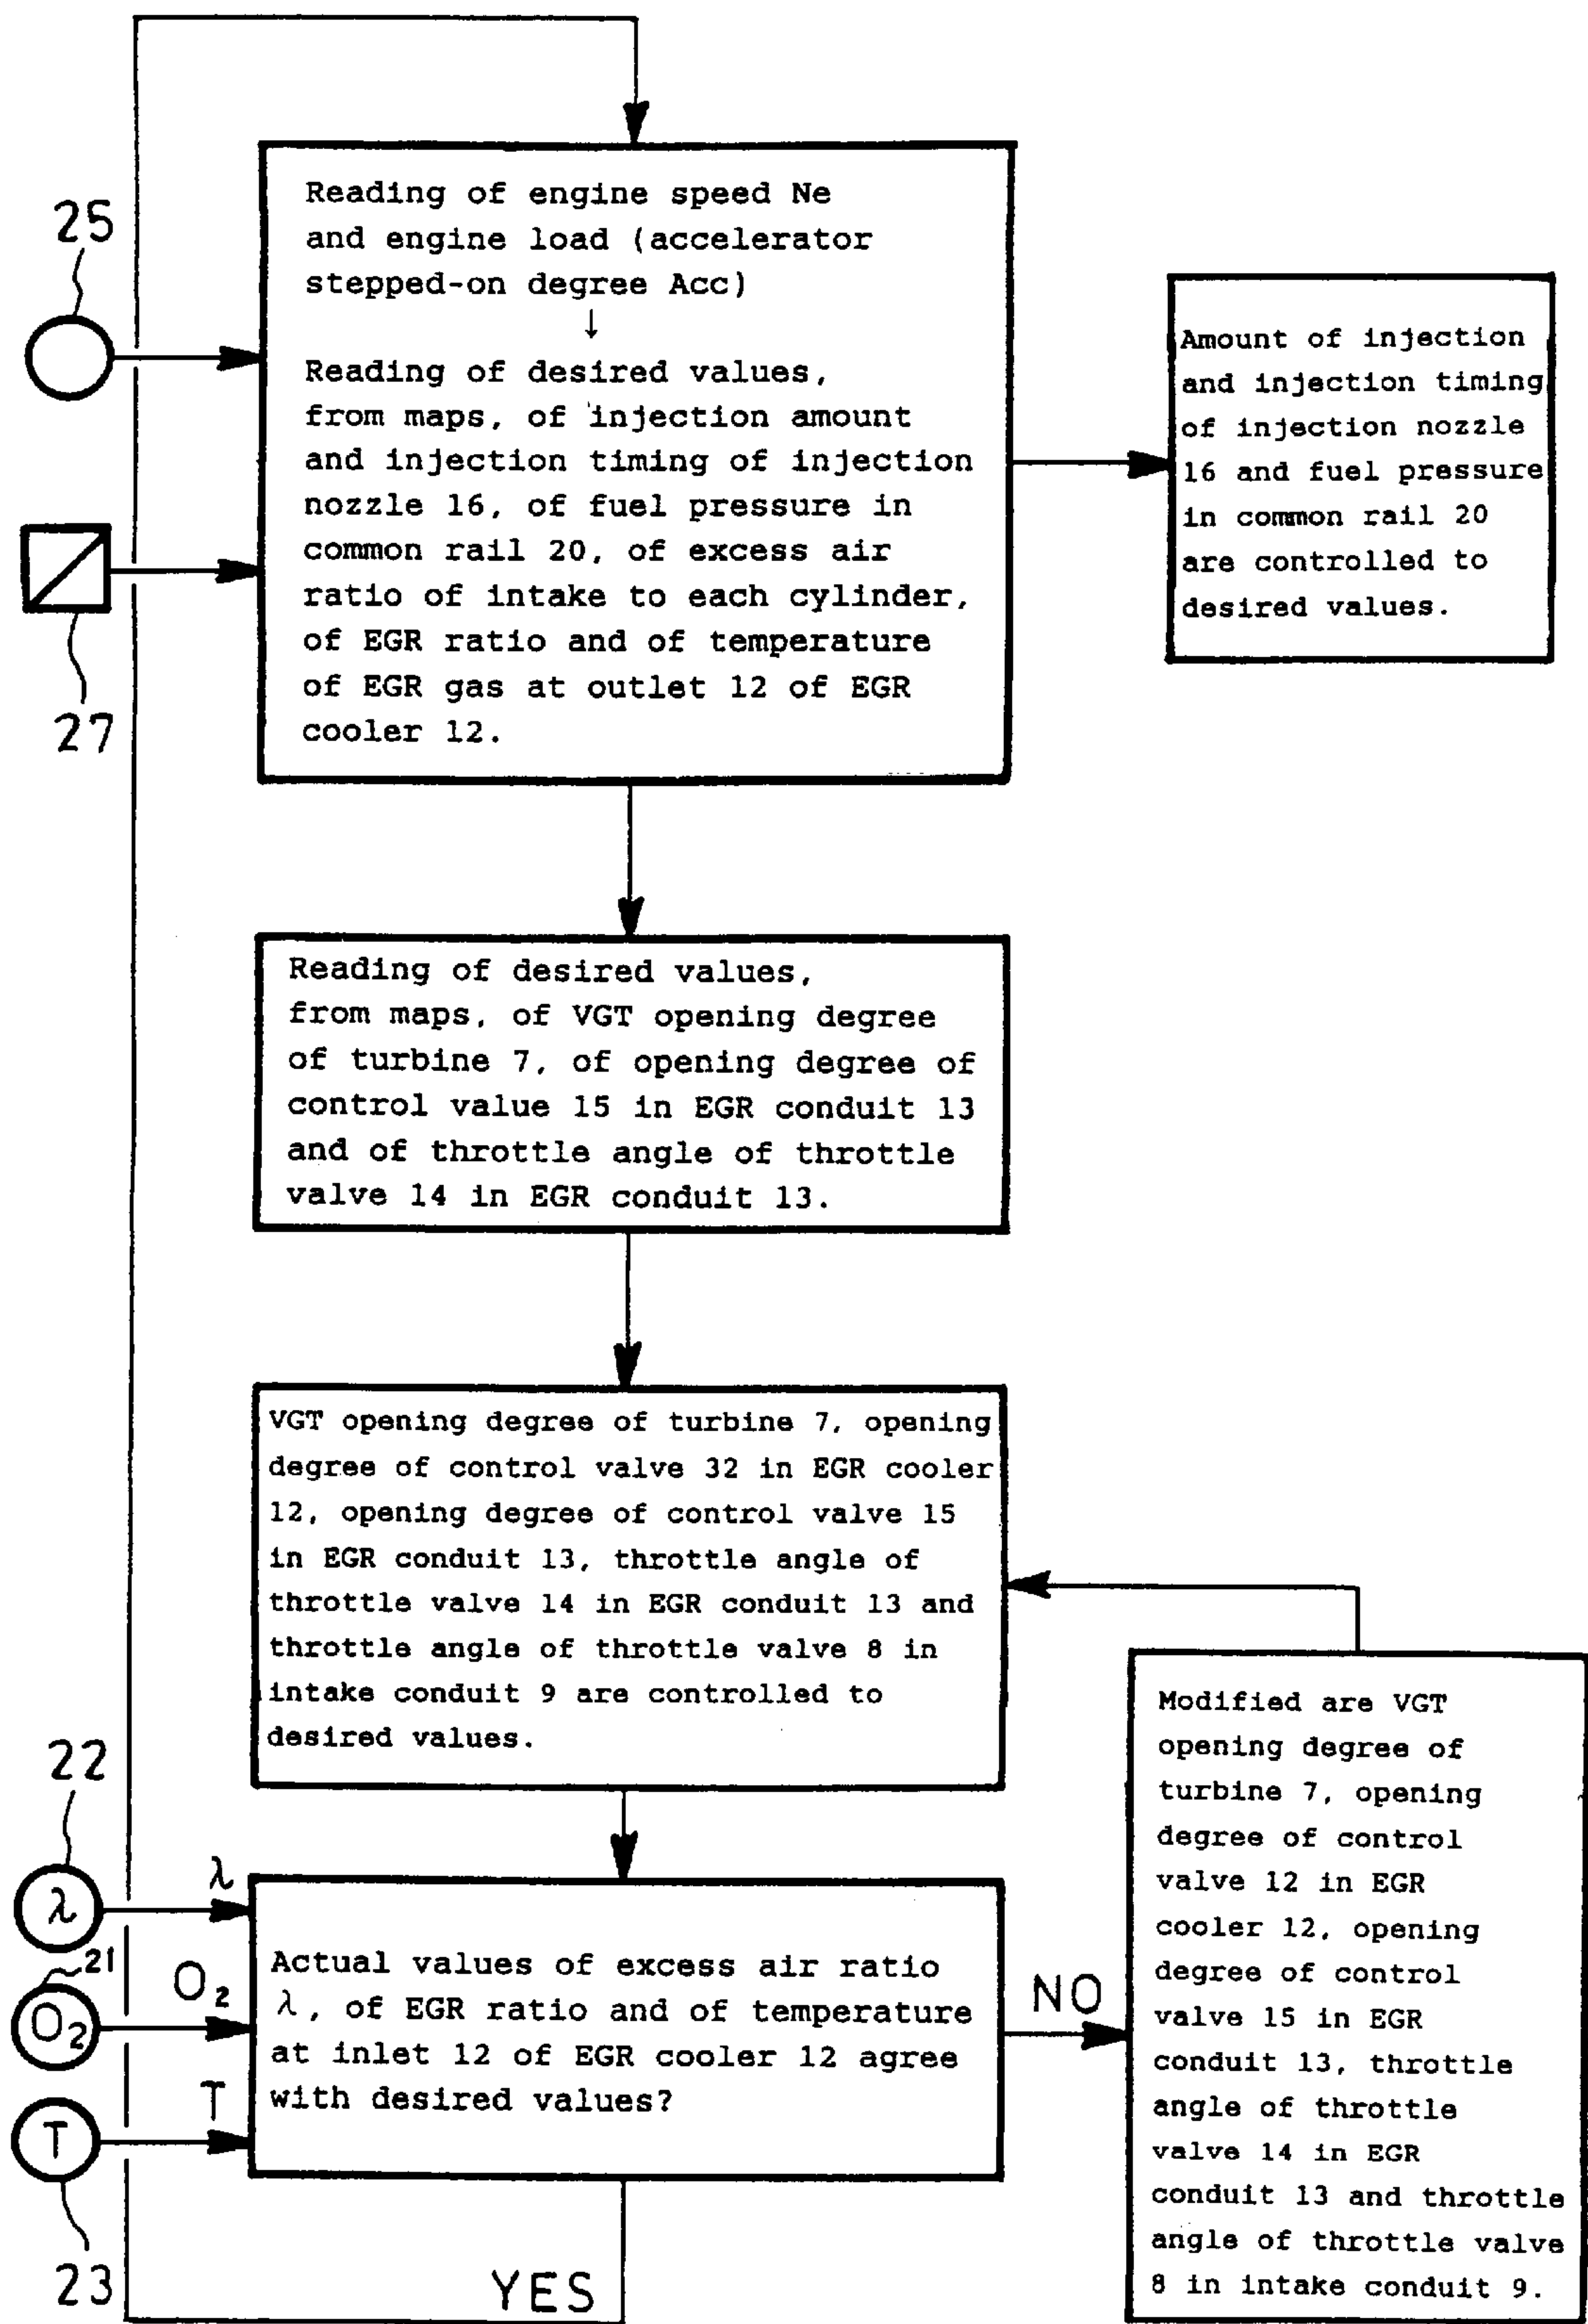 25
27
Reading of engine speed Ne
and engine load (accelerator
stepped-on degree Acc)
↓
Reading of desired values,
from maps, of injection amount
and injection timing of injection
nozzle 16, of fuel pressure in
common rail 20, of excess air
ratio of intake to each cylinder,
of EGR ratio and of temperature
of EGR gas at outlet 12 of EGR
cooler 12.
Amount of injection
and injection timing
of injection nozzle
16 and fuel pressure
in common rail 20
are controlled to
desired values.
Reading of desired values,
from maps, of VGT opening degree
of turbine 7, of opening degree of
control value 15 in EGR conduit 13
and of throttle angle of throttle
valve 14 in EGR conduit 13.
VGT opening degree of turbine 7, opening
degree of control valve 32 in EGR cooler
12, opening degree of control valve 15
in EGR conduit 13, throttle angle of
throttle valve 14 in EGR conduit 13 and
throttle angle of throttle valve 8 in
intake conduit 9 are controlled to
desired values.
22
λ
λ
21
O₂
O₂
T
T
23
Actual values of excess air ratio
λ, of EGR ratio and of temperature
at inlet 12 of EGR cooler 12 agree
with desired values?
NO
YES
Modified are VGT
opening degree of
turbine 7, opening
degree of control
valve 12 in EGR
cooler 12, opening
degree of control
valve 15 in EGR
conduit 13, throttle
angle of throttle
valve 14 in EGR
conduit 13 and throttle
angle of throttle valve
8 in intake conduit 9.